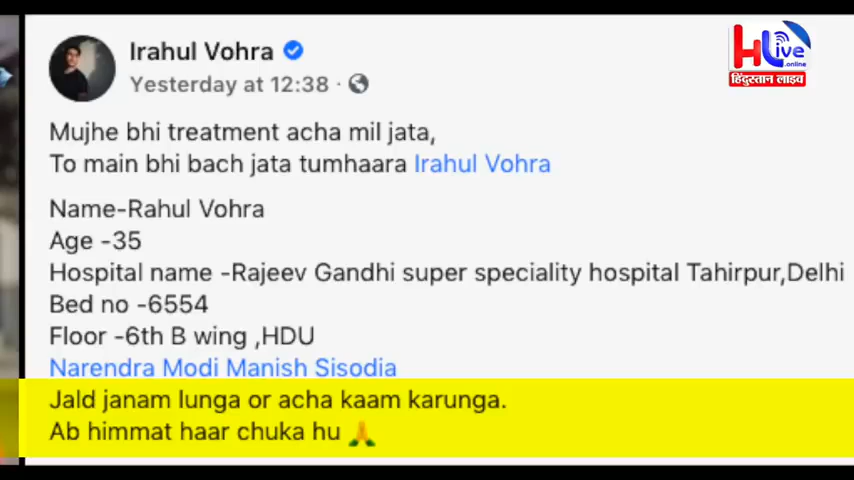 Irahul Vohra
Yesterday at 12:38 ·
HLive
.online
हिंदुस्तान लाइव
Mujhe bhi treatment acha mil jata,
To main bhi bach jata tumhaara Irahul Vohra
Name-Rahul Vohra
Age -35
Hospital name -Rajeev Gandhi super speciality hospital Tahirpur,Delhi
Bed no -6554
Floor -6th B wing ,HDU
Narendra Modi Manish Sisodia
Jald janam lunga or acha kaam karunga.
Ab himmat haar chuka hu 🙏